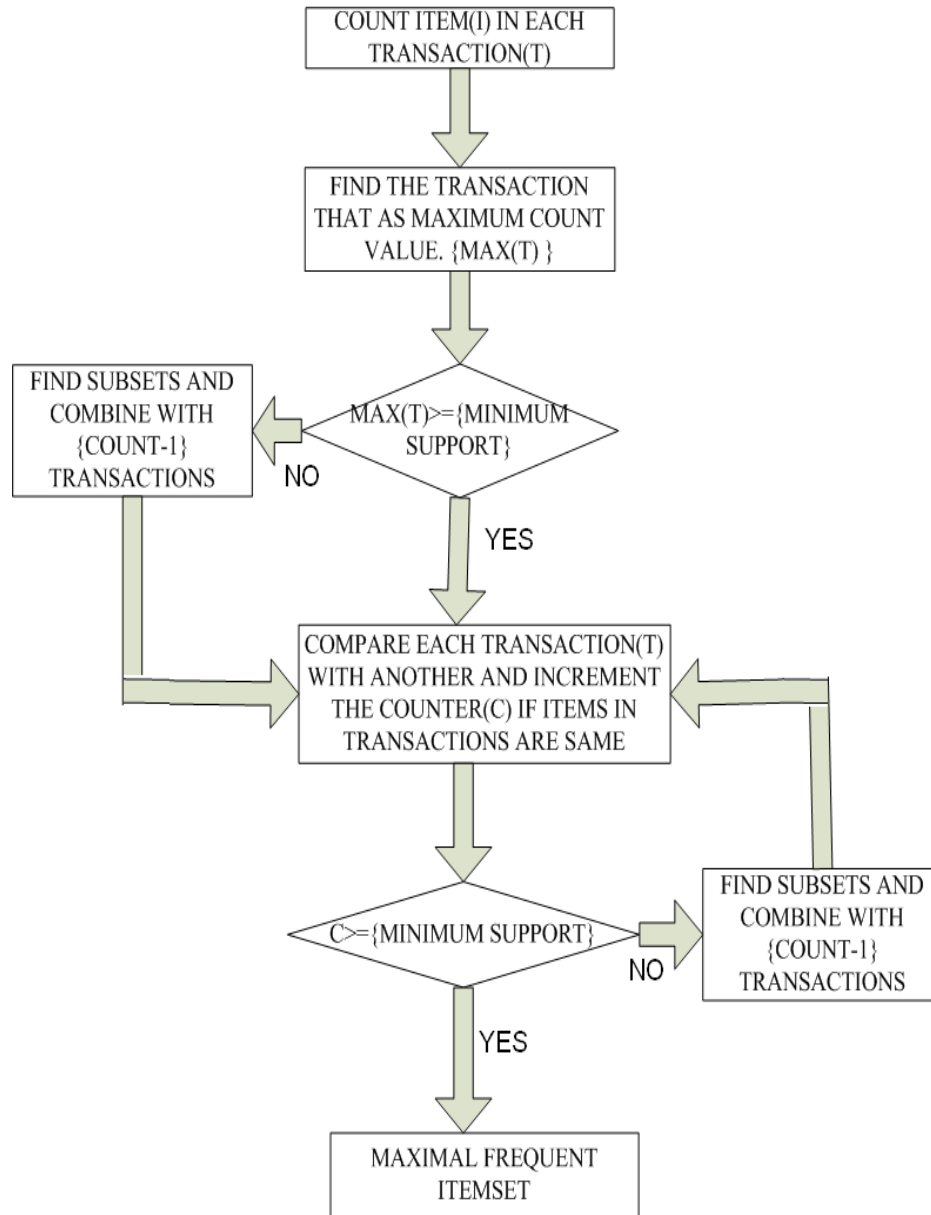 COUNT ITEM(I) IN EACH
TRANSACTION(T)
FIND THE TRANSACTION
THAT AS MAXIMUM COUNT
VALUE. {MAX(T) }
MAX(T)>={MINIMUM
SUPPORT}
NO
FIND SUBSETS AND
COMBINE WITH
{COUNT-1}
TRANSACTIONS
YES
COMPARE EACH TRANSACTION(T)
WITH ANOTHER AND INCREMENT
THE COUNTER(C) IF ITEMS IN
TRANSACTIONS ARE SAME
C>={MINIMUM SUPPORT}
NO
FIND SUBSETS AND
COMBINE WITH
{COUNT-1}
TRANSACTIONS
YES
MAXIMAL FREQUENT
ITEMSET